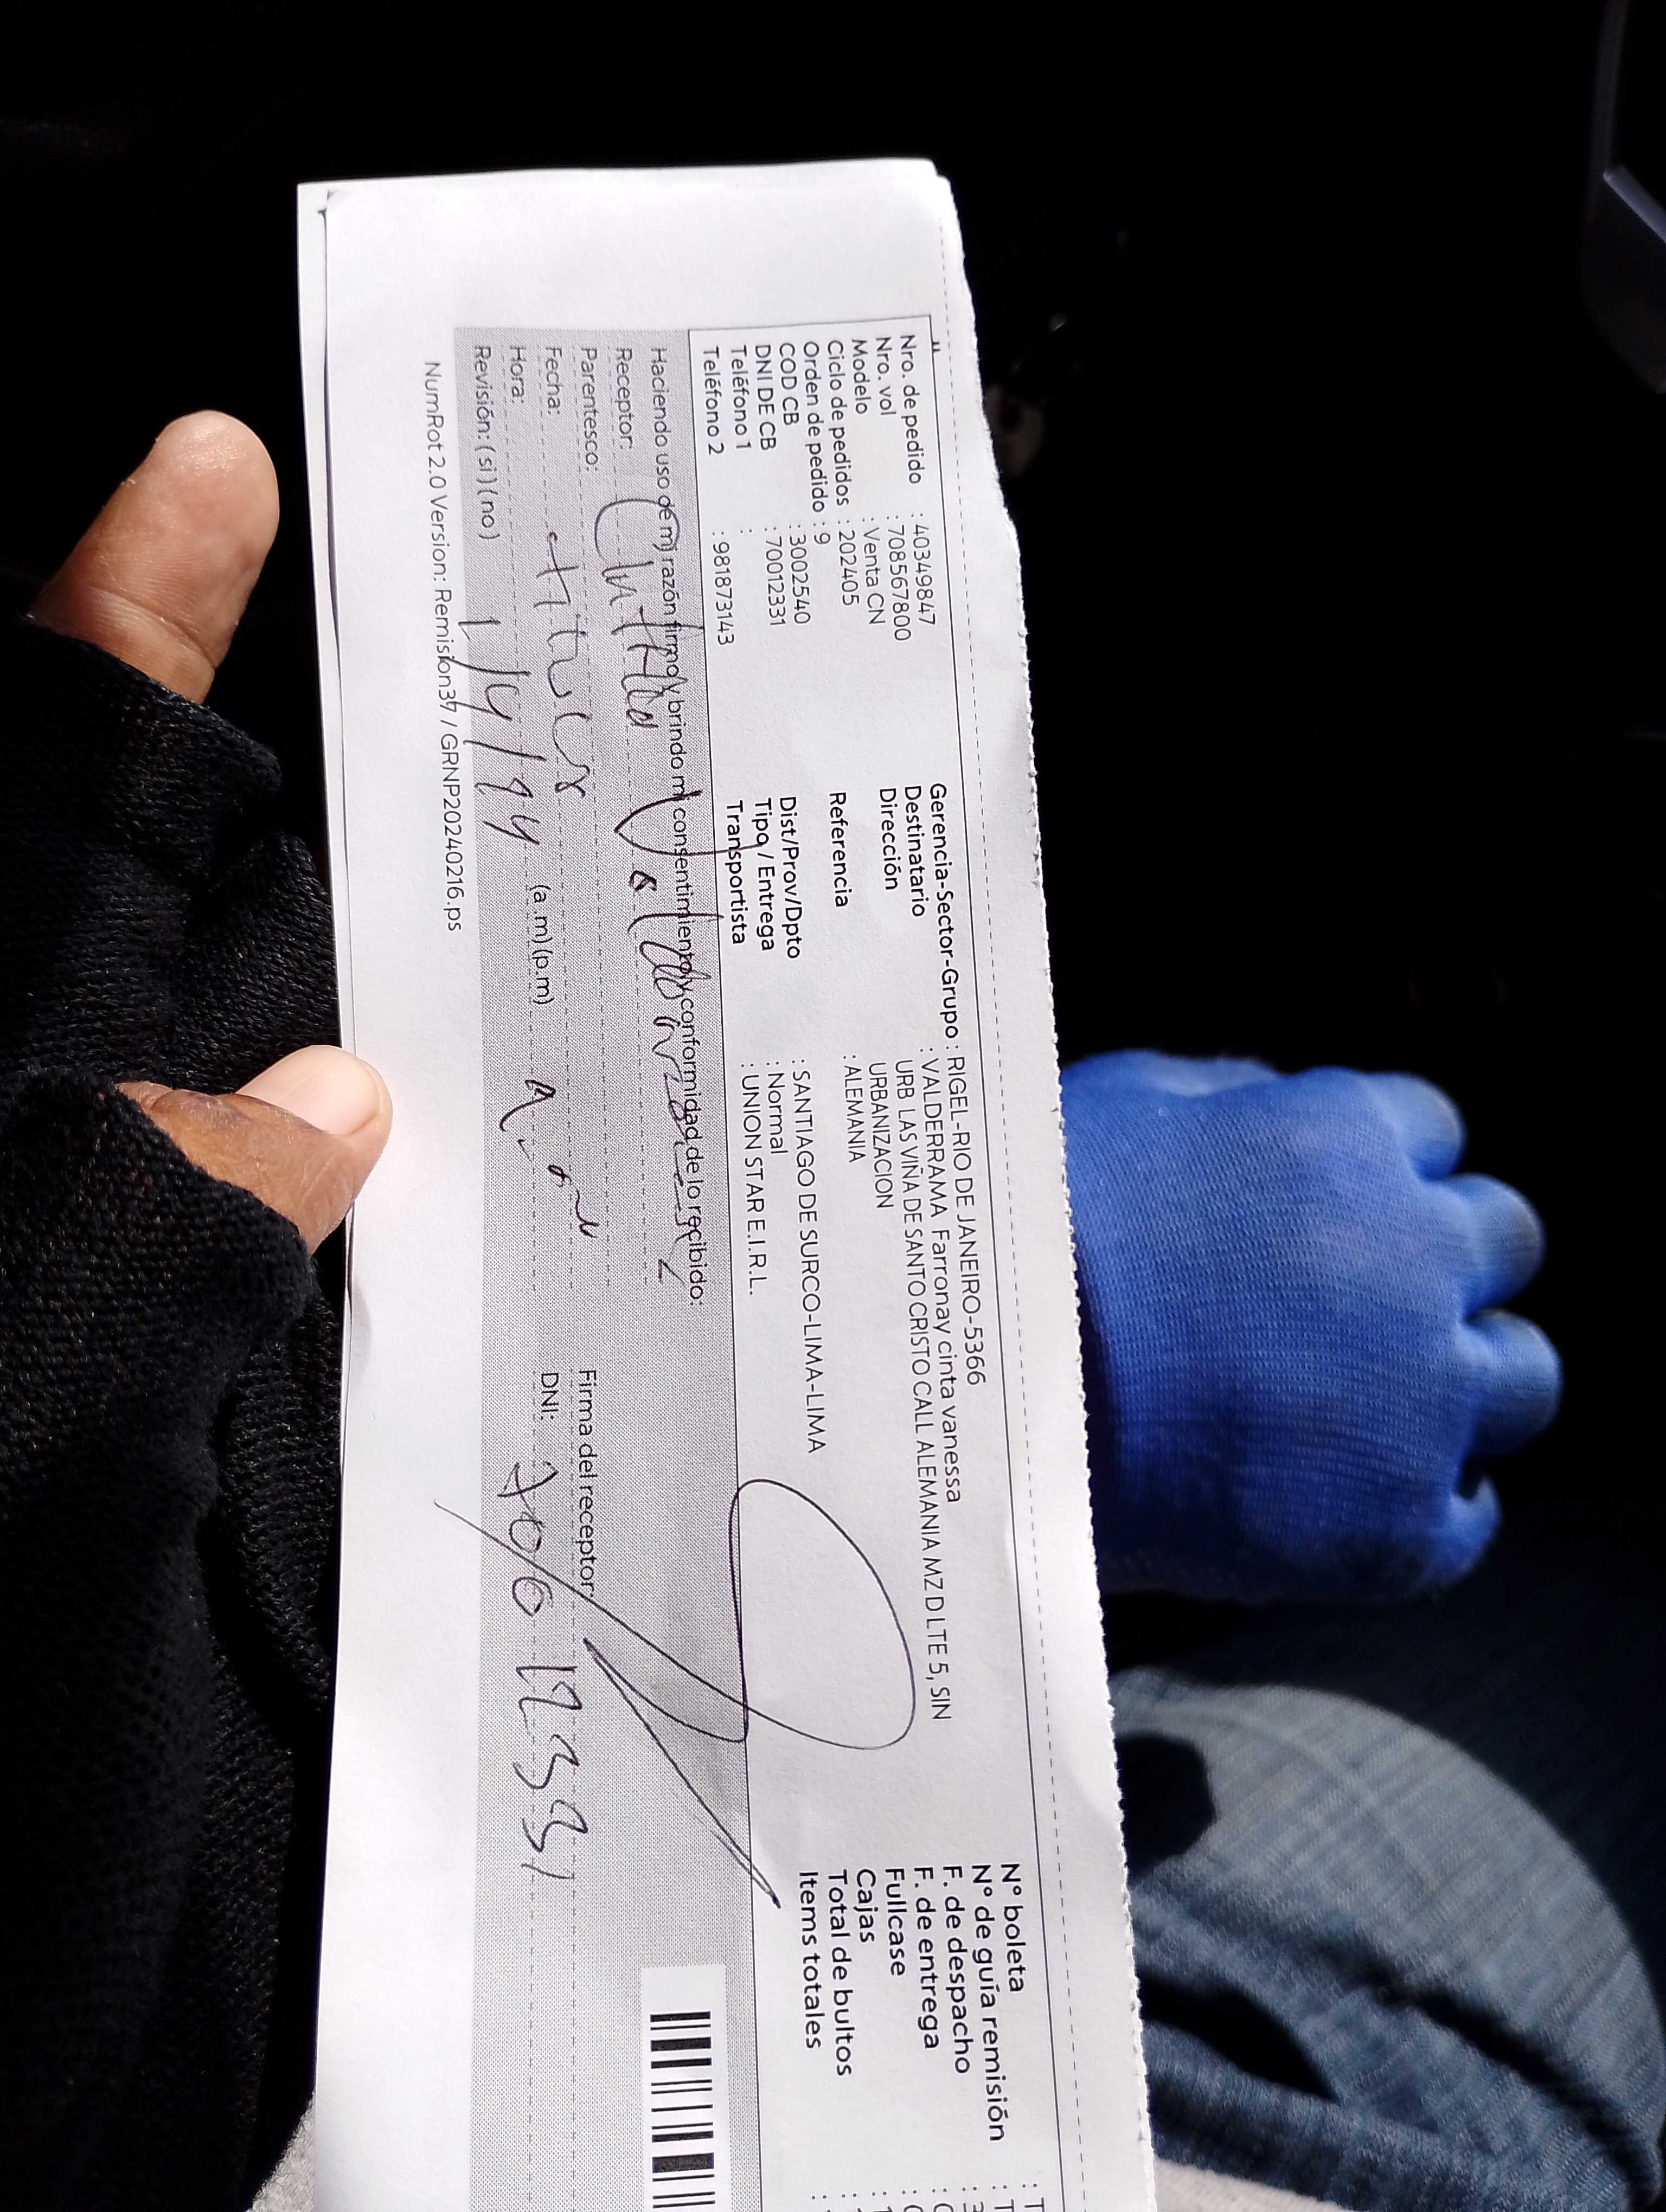 Nro. de pedido : 40349847
Nro. vol : 708567800
Modelo : Venta CN
Ciclo de pedidos : 202405
Orden de pedido : 9
COD CB : 3002540
DNI DE CB : 70012331
Teléfono 1 :
Teléfono 2 : 981873143
Gerencia-Sector-Grupo : RIGEL-RIO DE JANEIRO-5366
Destinatario : VALDERRAMA Farronay cinta vanessa
Dirección URB LAS VIÑA DE SANTO CRISTO CALL ALEMANIA MZ D LTE 5, SIN
URBANIZACION
Referencia : ALEMANIA
Dist/Prov/Dpto : SANTIAGO DE SURCO-LIMA-LIMA
Tipo / Entrega : Normal
Transportista : UNION STAR E.I.R.L.
N° boleta : T
N° de guía remisión : T
F. de despacho : 3
F. de entrega : 0
Fullcase
Cajas
Total de bultos
Items totales
Haciendo uso de mi razón firmo y brindo mi consentimiento y conformidad de lo recibido:
Receptor:
Parentesco:
Fecha:
Hora: (a.m) (p.m)
Revisión: (si) (no)
Firma del receptor:
DNI: 70012331
NumRot 2.0 Version: Remision37 / GRNP20240216.ps